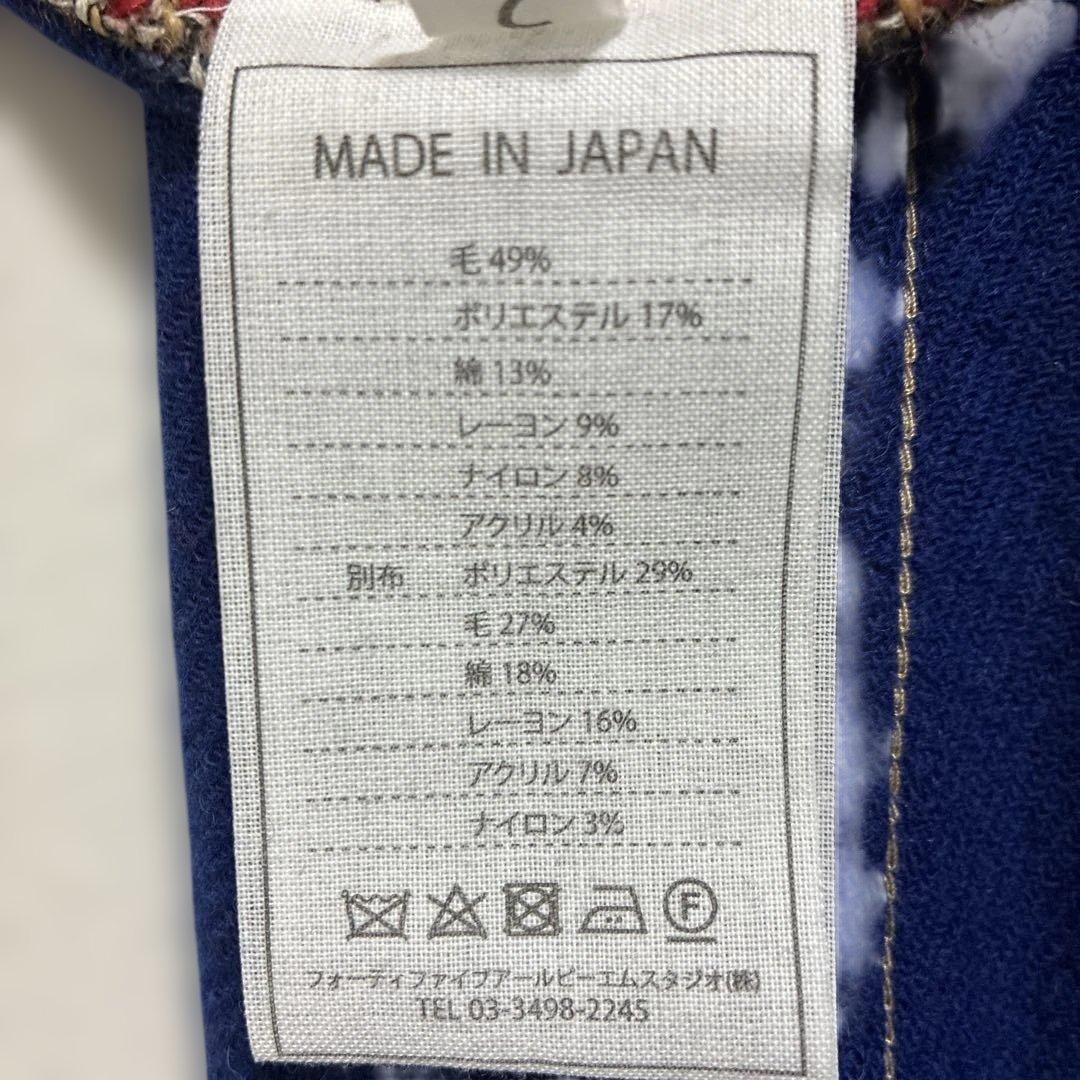 MADE IN JAPAN
毛 49%
ポリエステル 17%
綿 13%
レーヨン 9%
ナイロン 8%
アクリル 4%
別布 ポリエステル 29%
毛 27%
綿 18%
レーヨン 16%
アクリル 7%
ナイロン 3%
F
フォーティファイブアールピーエムスタジオ(株)
TEL 03-3498-2245